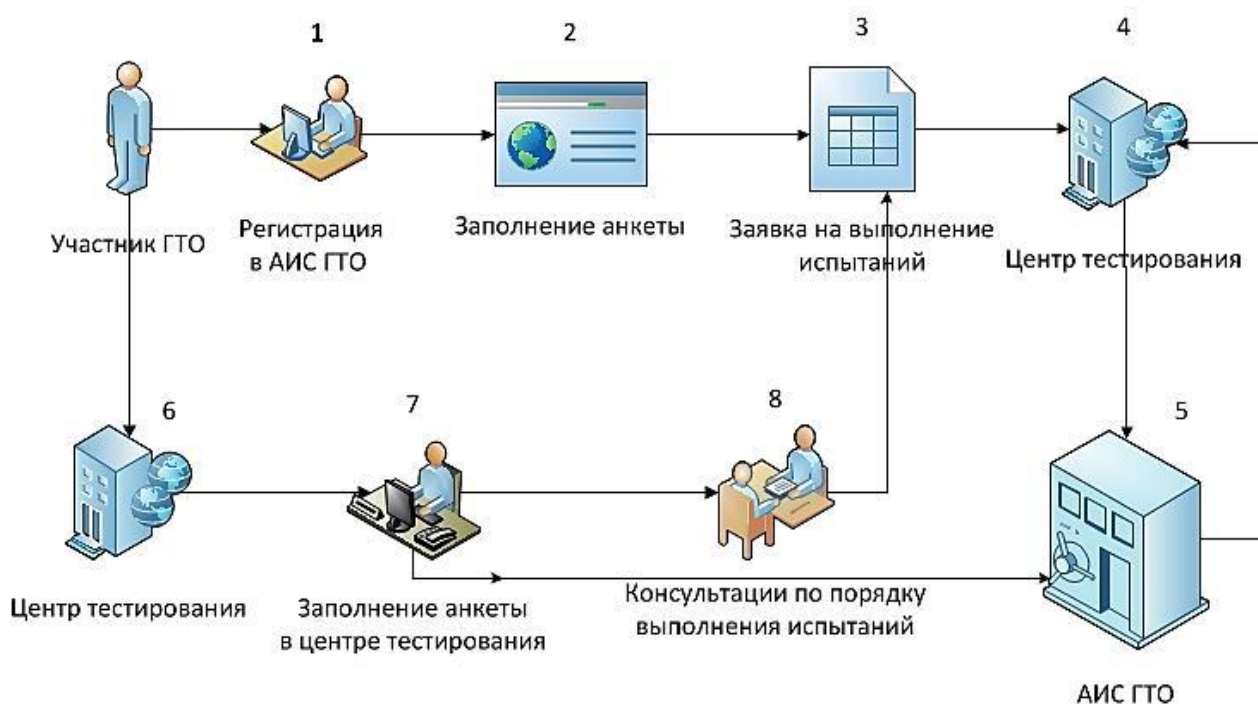 1
2
3
4
Участник ГТО
Регистрация
в АИС ГТО
Заполнение анкеты
Заявка на выполнение
испытаний
Центр тестирования
6
7
8
5
Центр тестирования
Заполнение анкеты
в центре тестирования
Консультации по порядку
выполнения испытаний
АИС ГТО